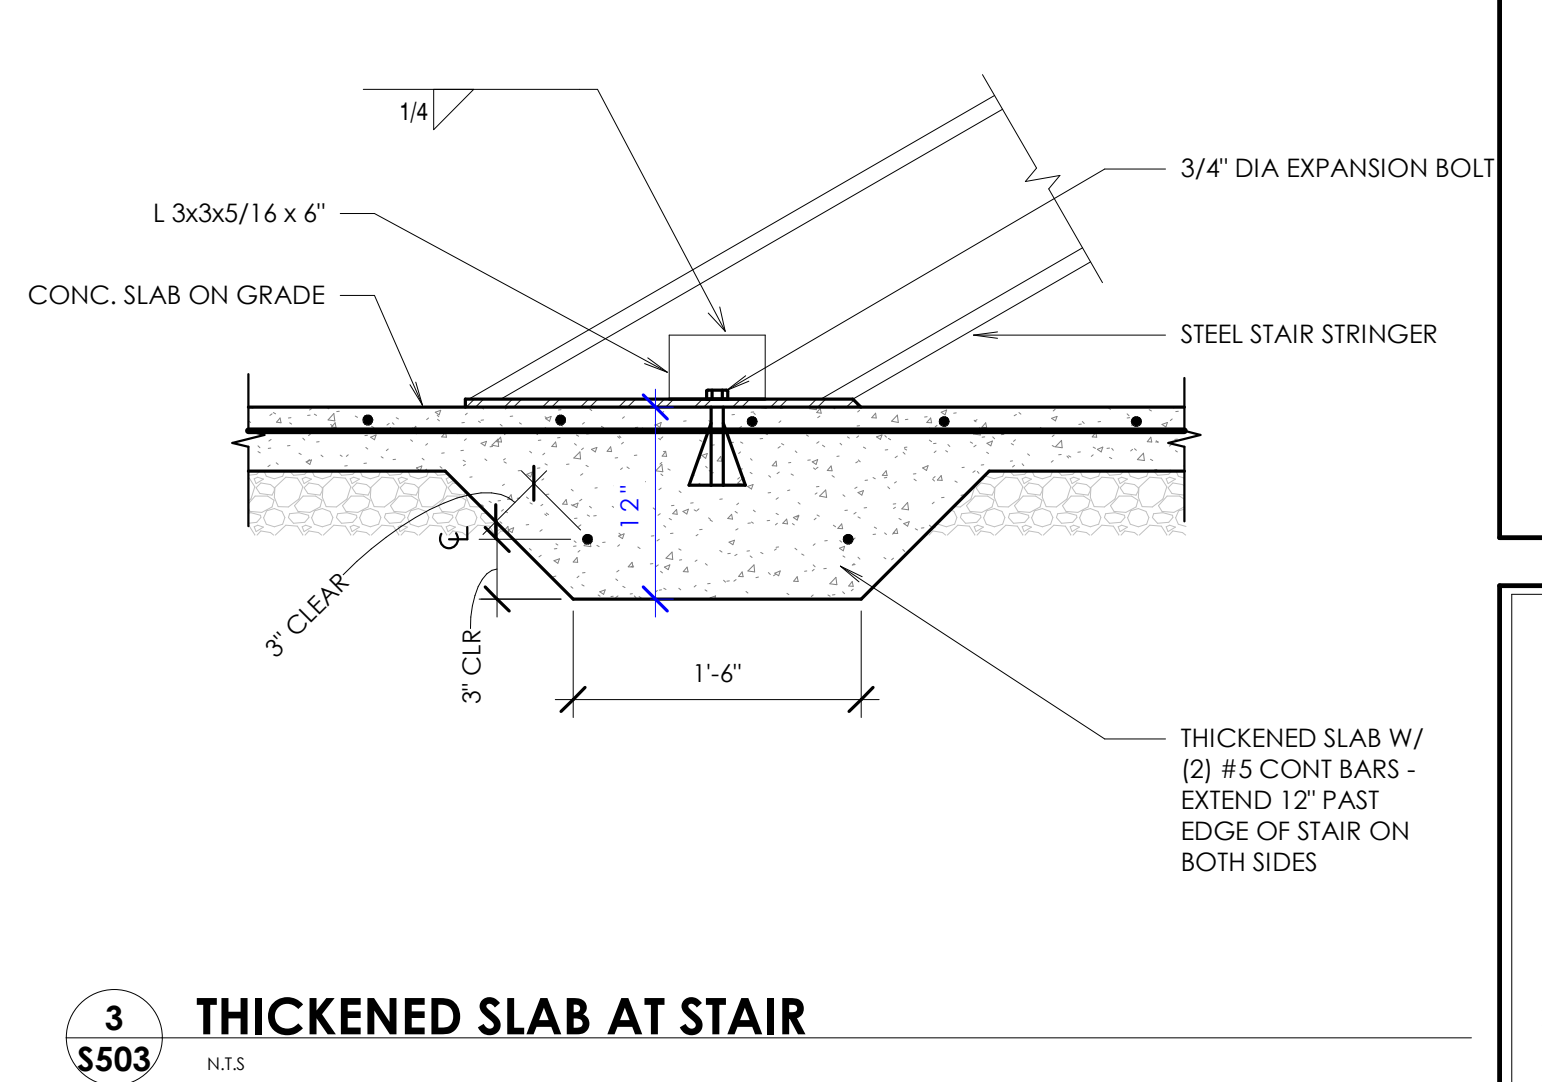 1/4
3/4" DIA EXPANSION BOLT
L 3x3x5/16 x 6"
CONC. SLAB ON GRADE
STEEL STAIR STRINGER
12"
CL
3" CLEAR
3" CLR
1'-6"
THICKENED SLAB W/
(2) #5 CONT BARS -
EXTEND 12" PAST
EDGE OF STAIR ON
BOTH SIDES
3
THICKENED SLAB AT STAIR
S503
N.T.S